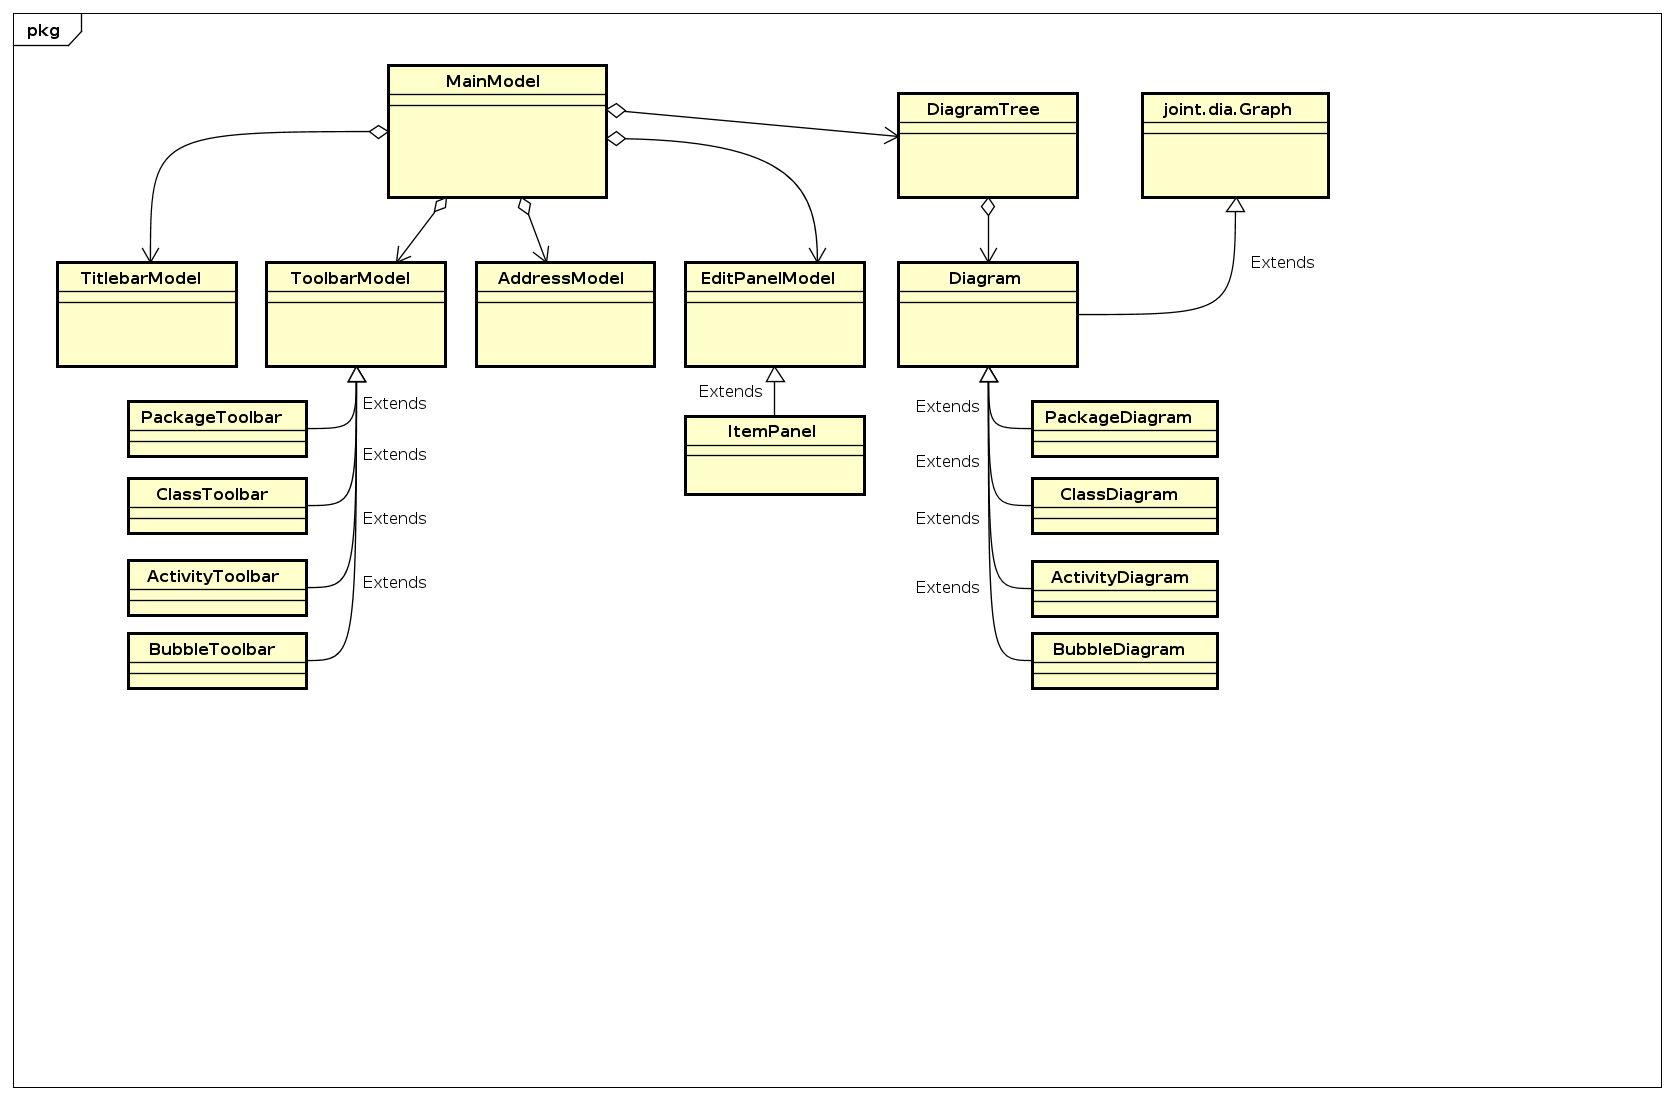 pkg
MainModel
DiagramTree
joint.dia.Graph
Extends
TitlebarModel
ToolbarModel
AddressModel
EditPanelModel
Diagram
Extends
Extends
Extends
PackageToolbar
PackageDiagram
ItemPanel
Extends
Extends
ClassToolbar
ClassDiagram
Extends
Extends
ActivityToolbar
ActivityDiagram
Extends
Extends
BubbleToolbar
BubbleDiagram